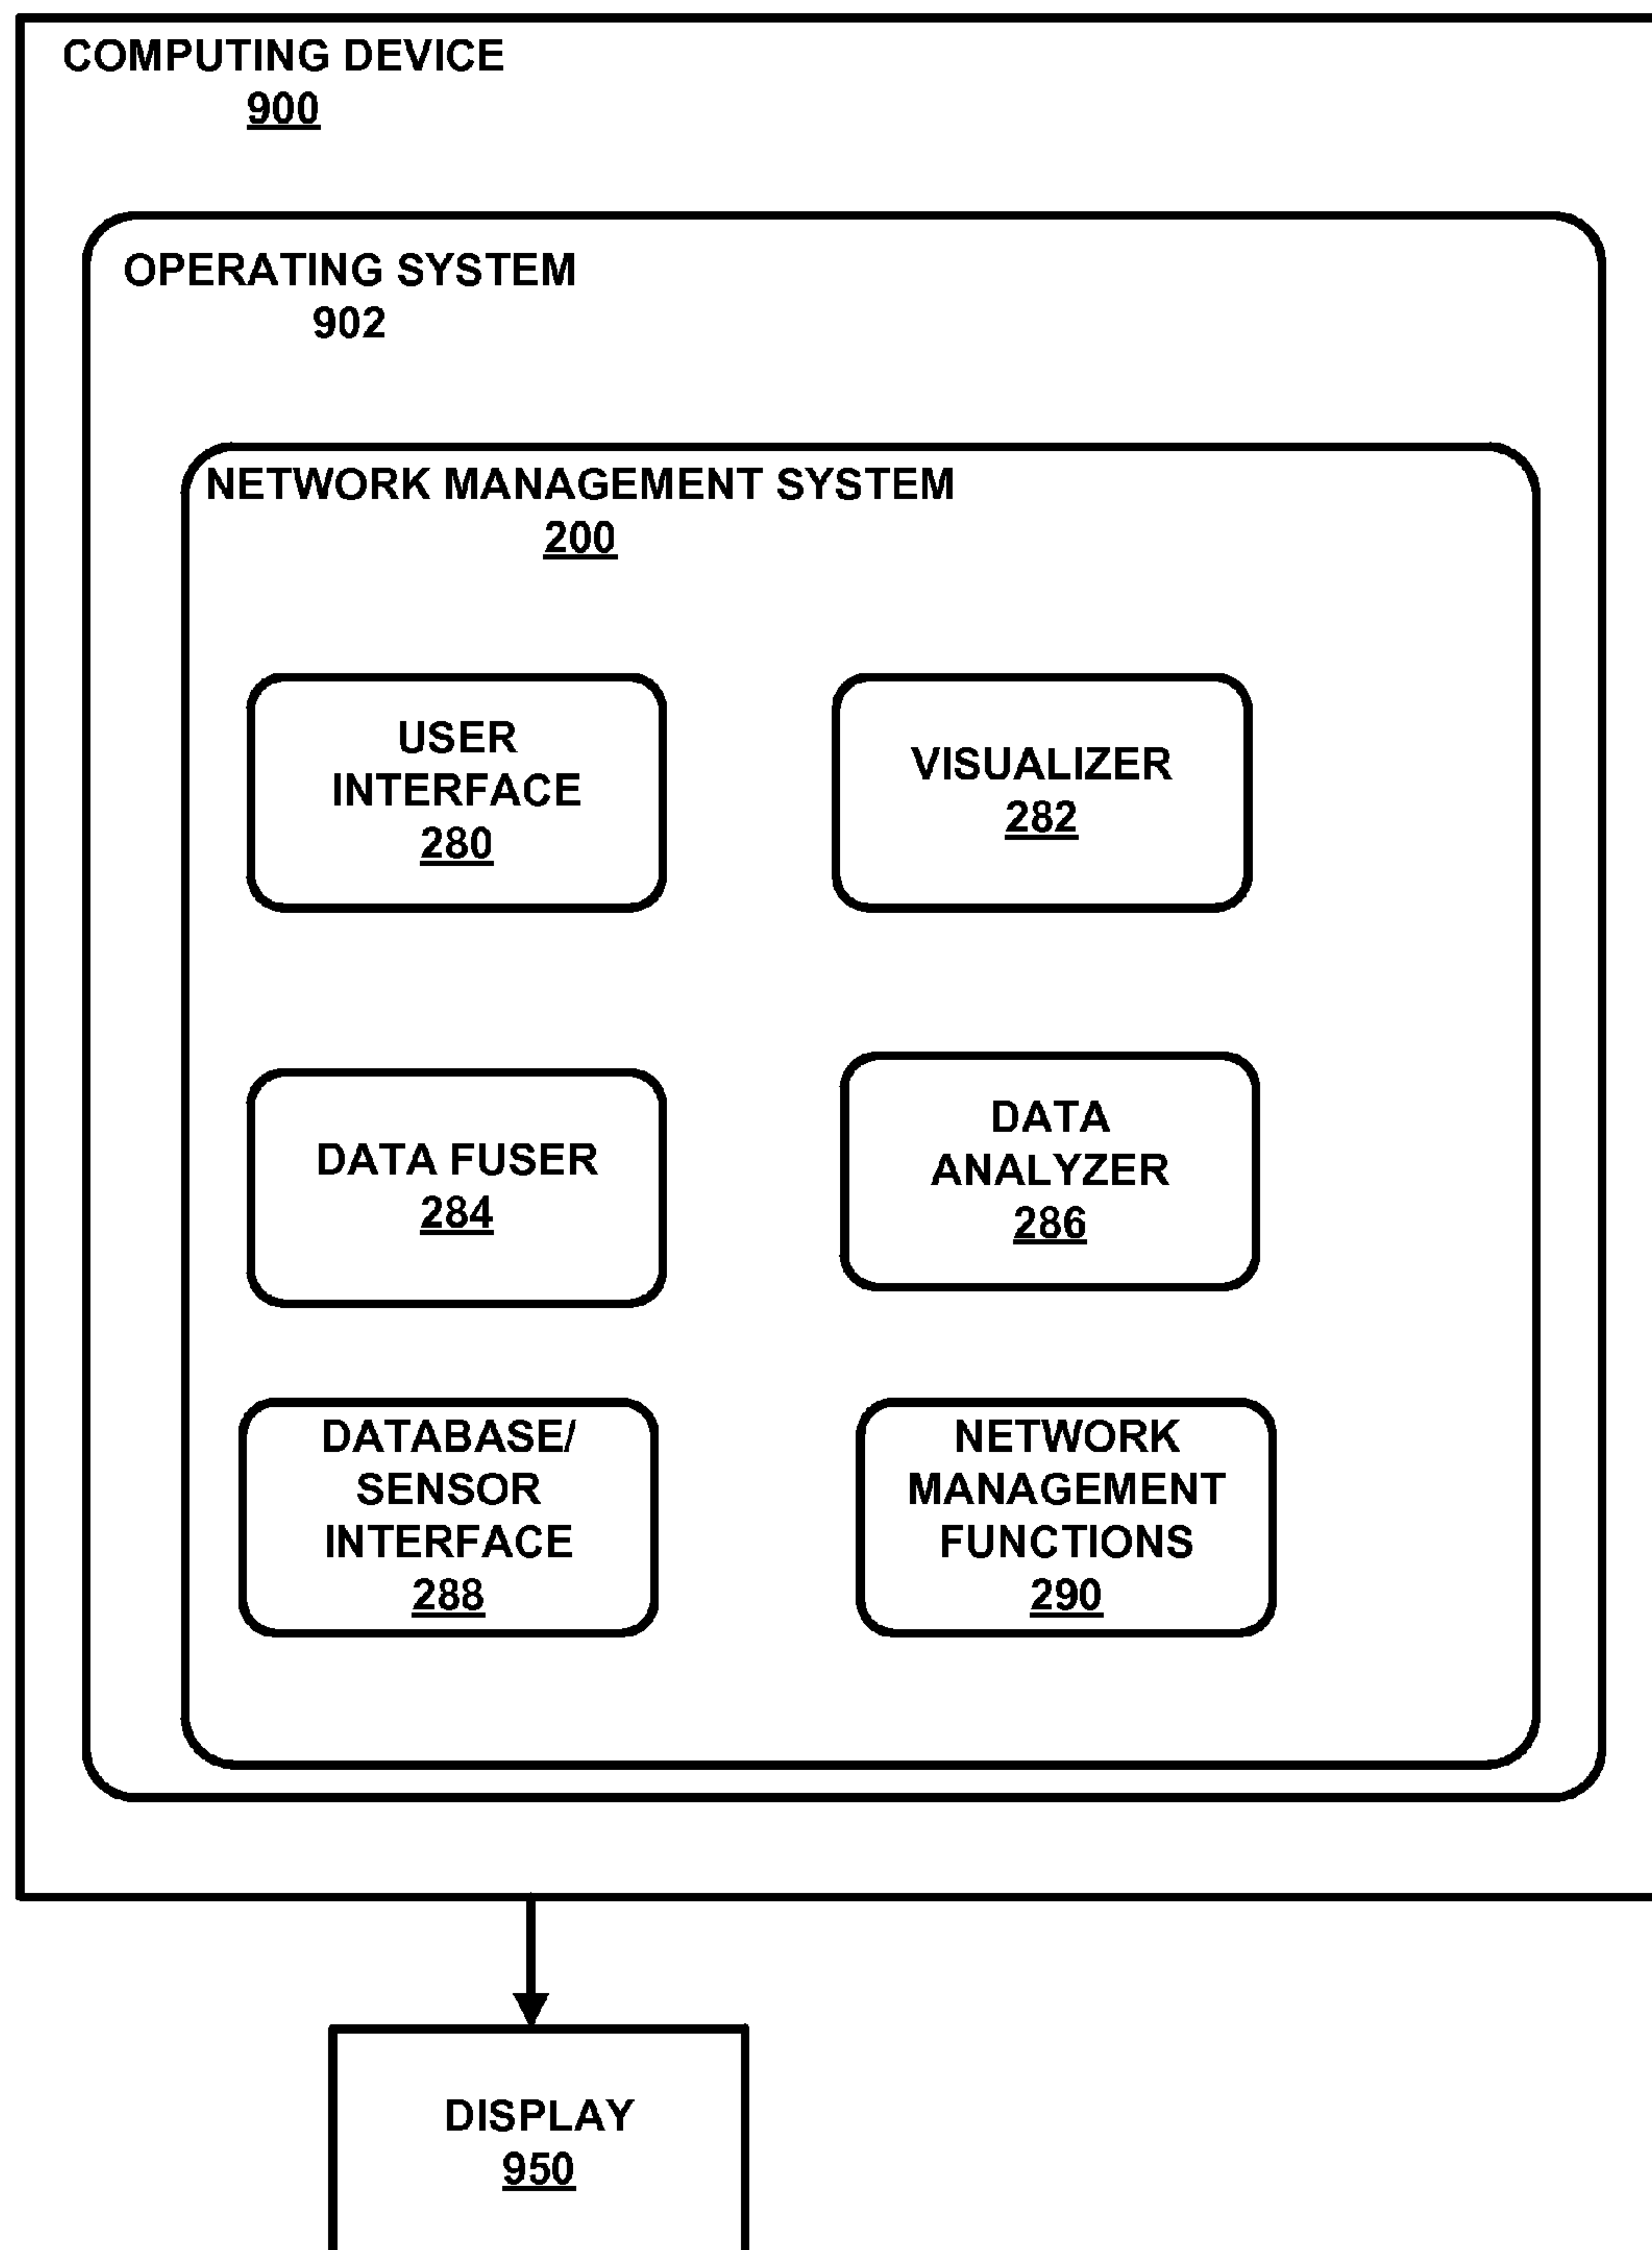 COMPUTING DEVICE
900
OPERATING SYSTEM
902
NETWORK MANAGEMENT SYSTEM
200
USER
INTERFACE
280
VISUALIZER
282
DATA FUSER
284
DATA
ANALYZER
286
DATABASE/
SENSOR
INTERFACE
288
NETWORK
MANAGEMENT
FUNCTIONS
290
DISPLAY
950